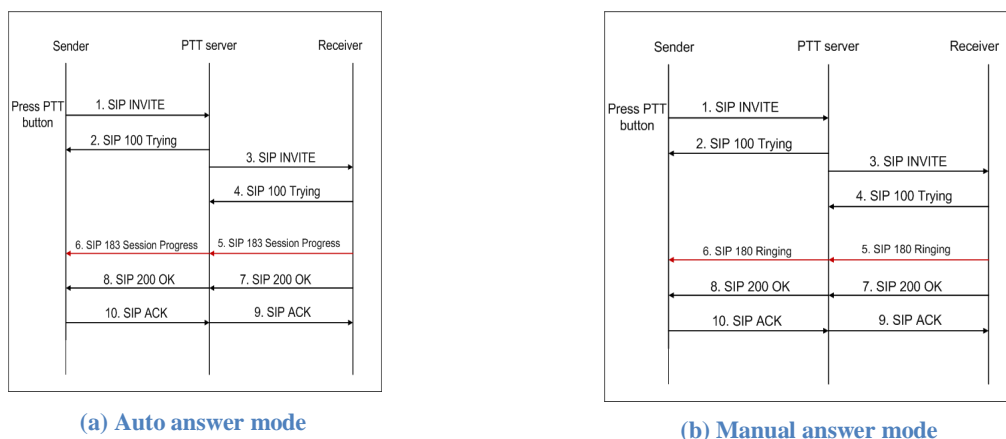 Sender PTT server Receiver
Press PTT
button
1. SIP INVITE
2. SIP 100 Trying
3. SIP INVITE
4. SIP 100 Trying
6. SIP 183 Session Progress 5. SIP 183 Session Progress
8. SIP 200 OK 7. SIP 200 OK
10. SIP ACK 9. SIP ACK
(a) Auto answer mode
Sender PTT server Receiver
Press PTT
button
1. SIP INVITE
2. SIP 100 Trying
3. SIP INVITE
4. SIP 100 Trying
6. SIP 180 Ringing 5. SIP 180 Ringing
8. SIP 200 OK 7. SIP 200 OK
10. SIP ACK 9. SIP ACK
(b) Manual answer mode